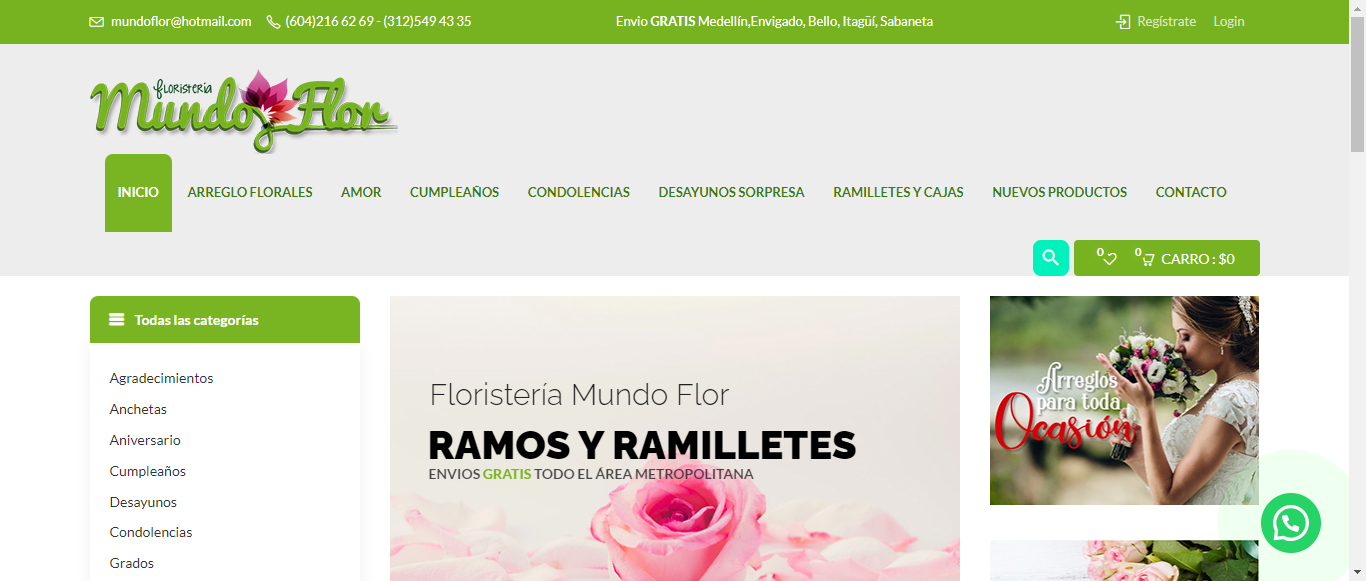 mundoflor@hotmail.com (604)216 62 69 - (312)549 43 35 Envio GRATIS Medellín,Envigado, Bello, Itagüí, Sabaneta Regístrate Login
Floristería
Mundo Flor
INICIO ARREGLO FLORALES AMOR CUMPLEAÑOS CONDOLENCIAS DESAYUNOS SORPRESA RAMILLETES Y CAJAS NUEVOS PRODUCTOS CONTACTO
0 0 CARRO : $0
Todas las categorías
Agradecimientos
Anchetas
Aniversario
Cumpleaños
Desayunos
Condolencias
Grados
Floristería Mundo Flor
RAMOS Y RAMILLETES
ENVIOS GRATIS TODO EL ÁREA METROPOLITANA
Arreglos
para toda
Ocasión